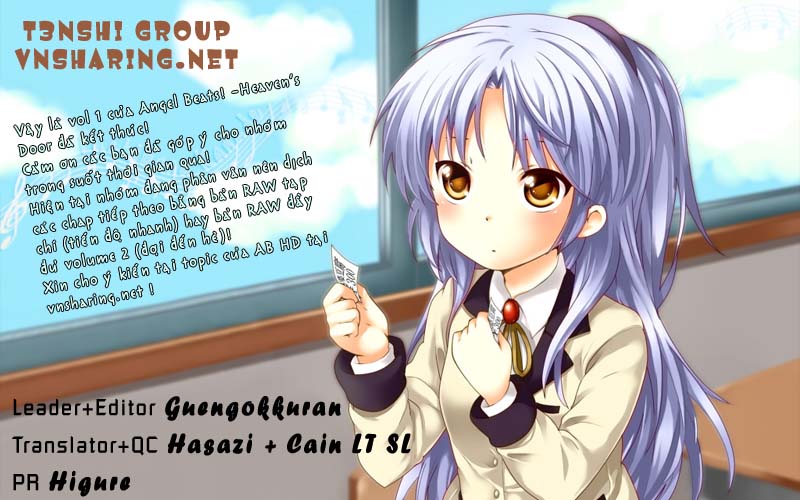 T3NSHI GROUP
VNSHARING.NET
Vậy là vol 1 của Angel Beats! -Heaven's
Door đã kết thúc!
Cảm ơn các bạn đã góp ý cho nhóm
trong suốt thời gian qua!
Hiện tại nhóm đang phân vân nên dịch
các chap tiếp theo bằng bản RAW tạp
chí (tiến độ nhanh) hay bản RAW đầy
đủ volume 2 (đợi đến hè)!
Xin cho ý kiến tại topic của AB HD tại
vnsharing.net !
Leader+Editor Guengokkuran
Translator+QC Hasazi + Cain LT SL
PR Higure